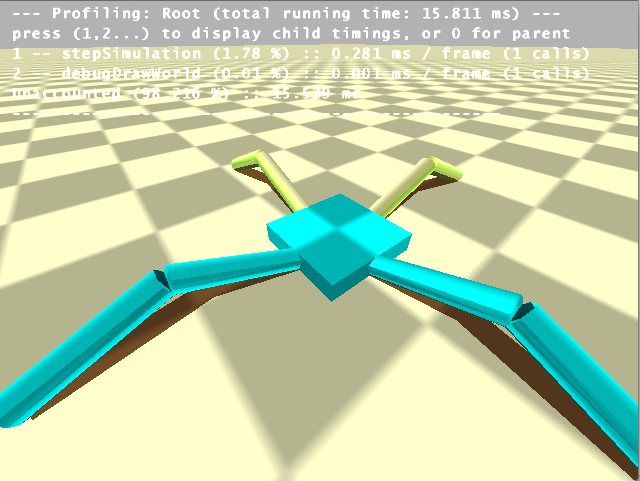 --- Profiling: Root (total running time: 15.811 ms) ---
press (1,2...) to display child timings, or 0 for parent
1 -- stepSimulation (1.78 %) :: 0.281 ms / frame (1 calls)
2 -- debugDrawWorld (0.01 %) :: 0.001 ms / frame (1 calls)
Unaccounted (98.216 %) :: 15.529 ms
-------------------------------------------------